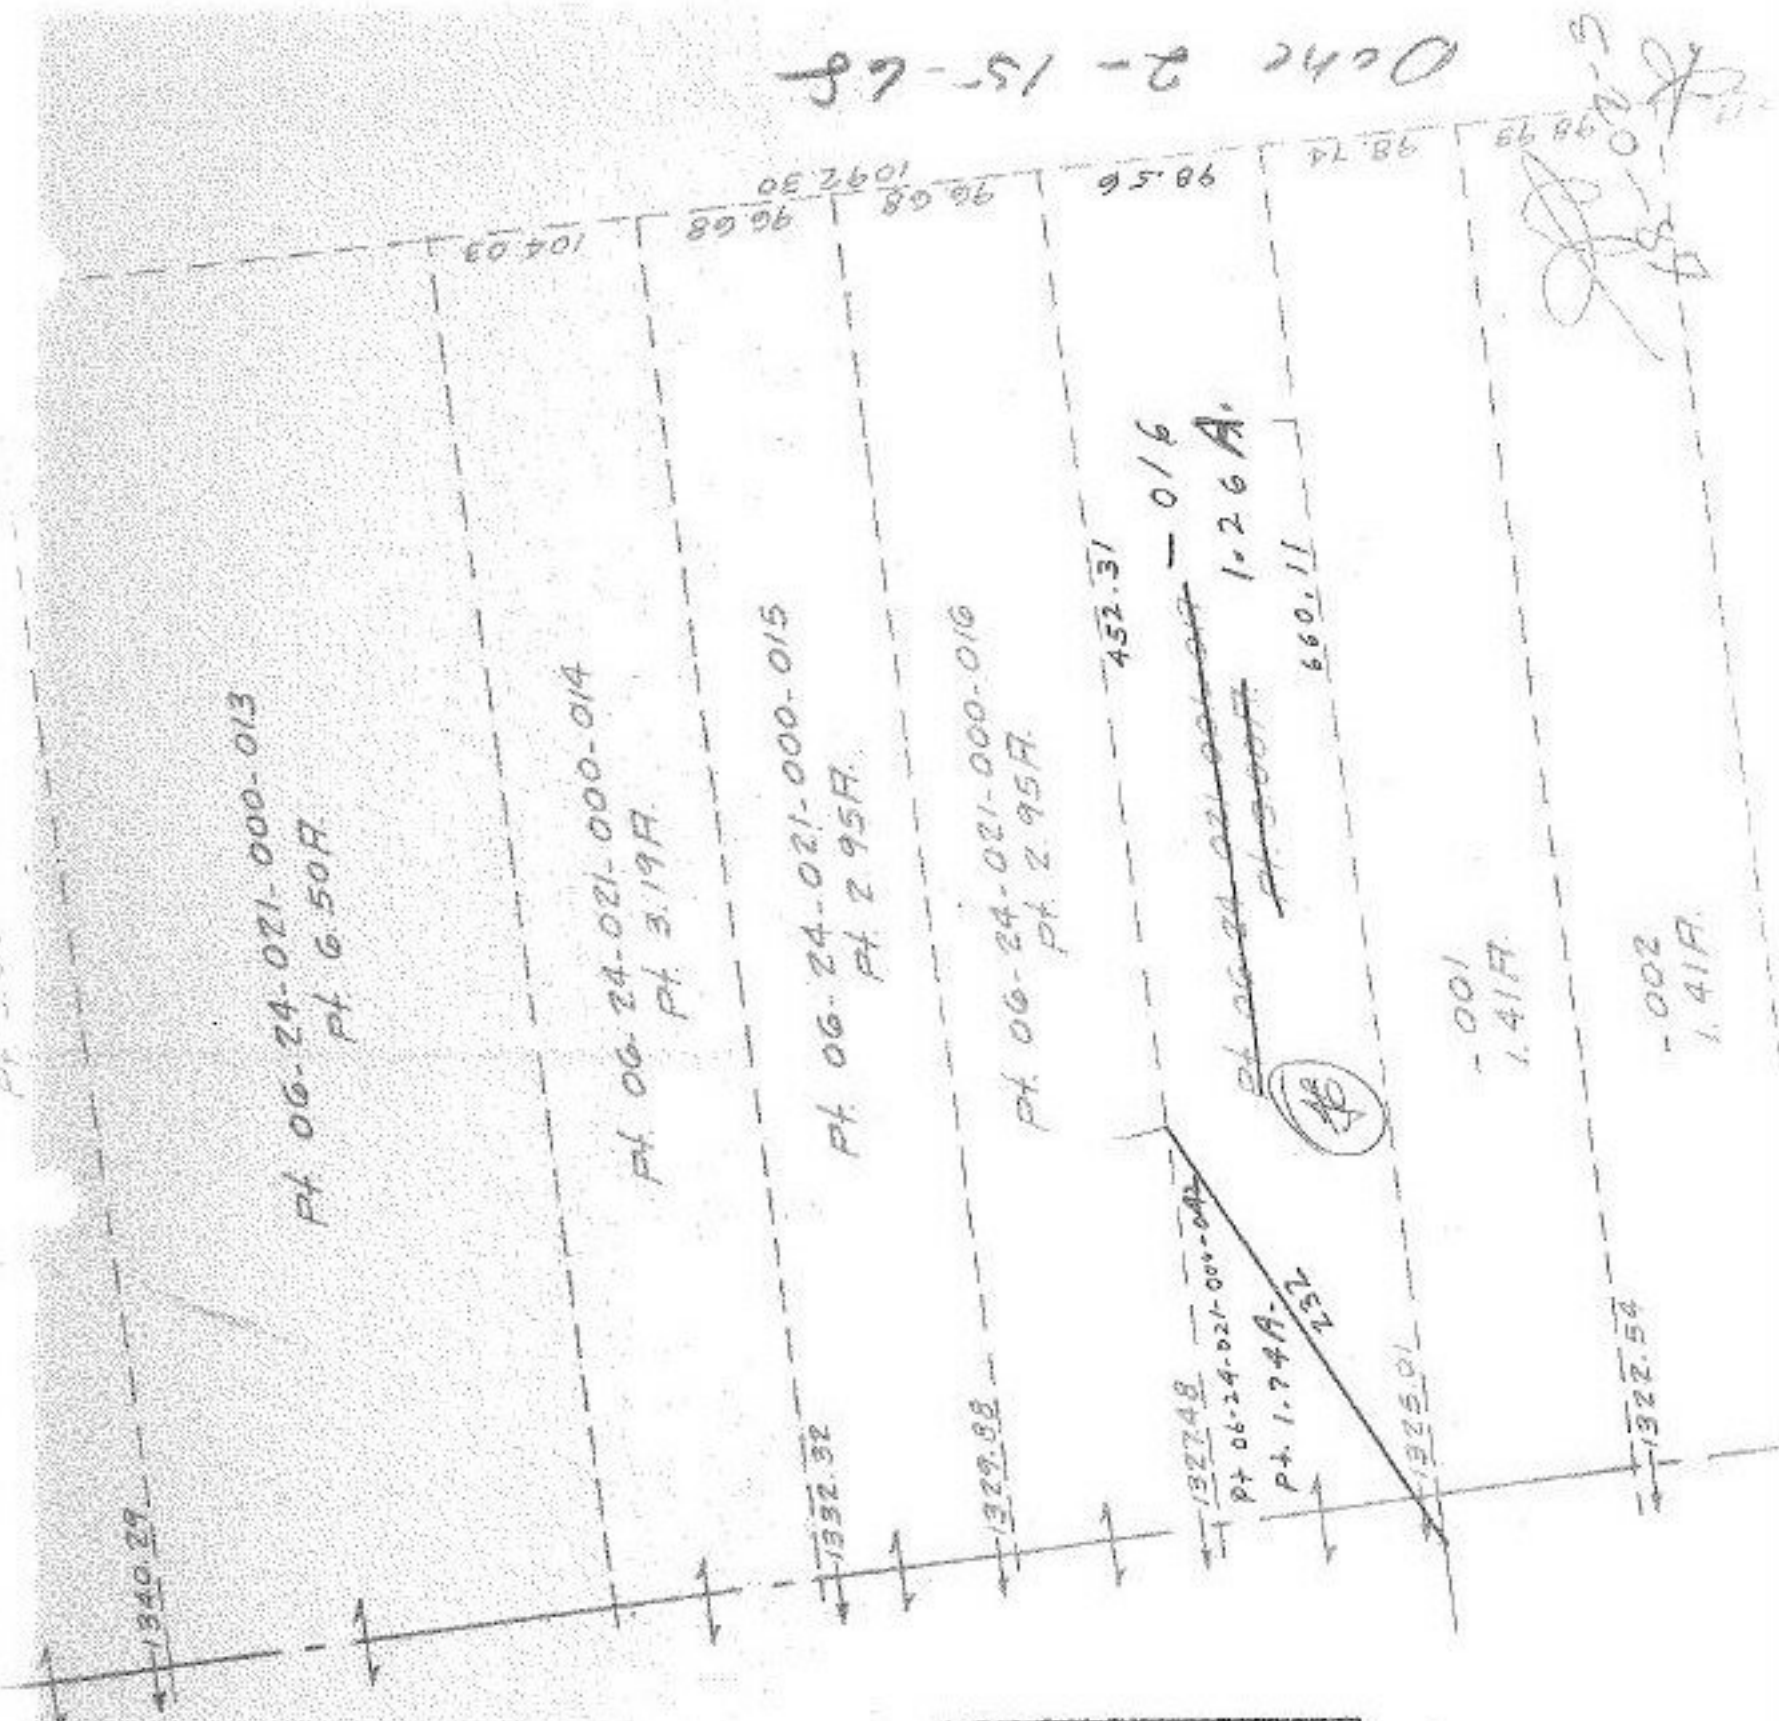 2-15-65
104.03
96.68
1092.30
96.68
98.56
98.74
98.99
Pt. 06-24-021-000-013
Pt. 6.50A.
Pt. 06-24-021-000-014
Pt. 3.19A.
Pt. 06-24-021-000-015
Pt. 2.95A.
Pt. 06-24-021-000-016
Pt. 2.95A.
452.31
-016
1.26 A.
660.11
-001
1.41A.
-002
1.41A.
1340.29
1332.32
1329.88
1327.48
Pt 06-24-021-000-042
Pt. 1.74A.
232
1325.01
1322.54